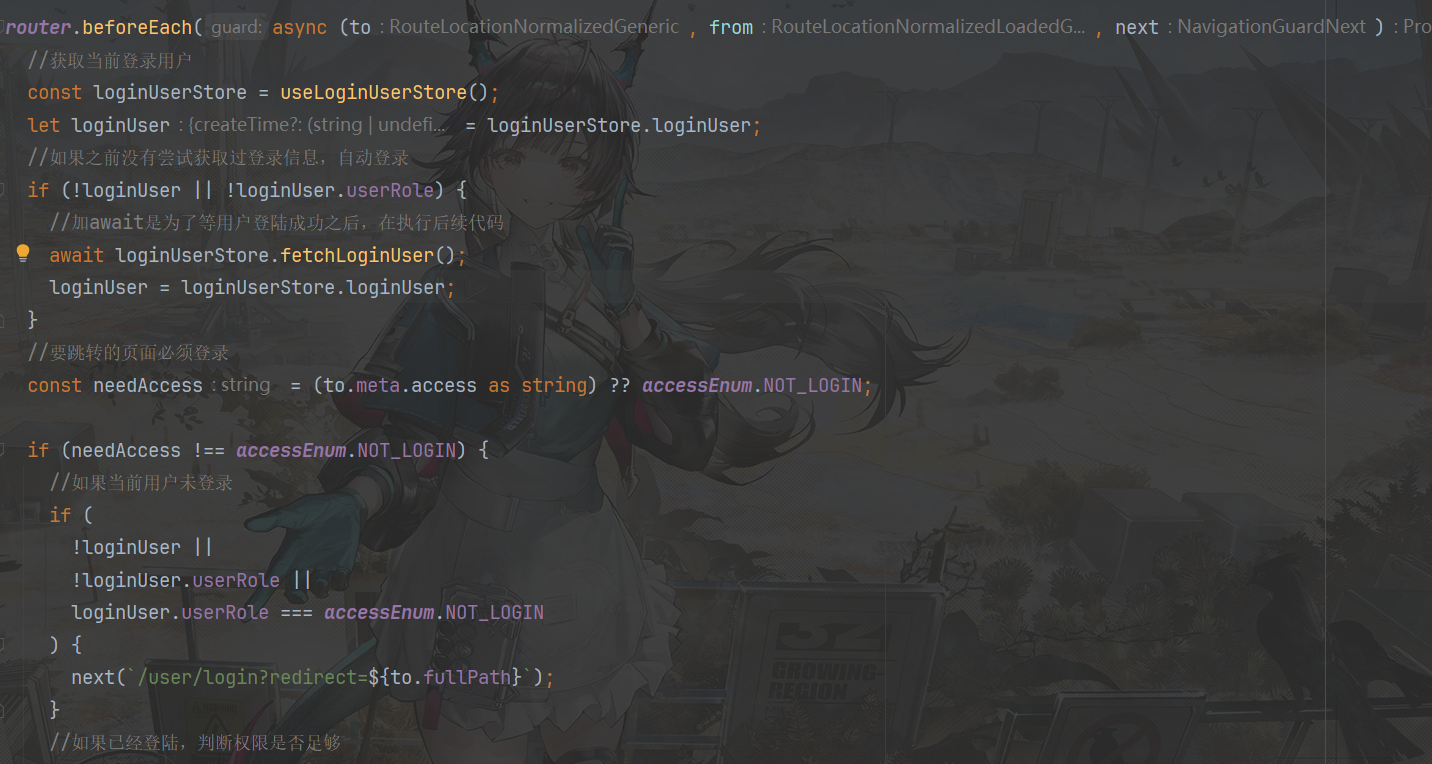 router.beforeEach( guard: async (to : RouteLocationNormalizedGeneric , from : RouteLocationNormalizedLoadedG... , next : NavigationGuardNext ) : Pro
//获取当前登录用户
const loginUserStore = useLoginUserStore();
let loginUser : {createTime?: (string | undefi... = loginUserStore.loginUser;
//如果之前没有尝试获取过登录信息，自动登录
if (!loginUser || !loginUser.userRole) {
//加await是为了等用户登陆成功之后，在执行后续代码
await loginUserStore.fetchLoginUser();
loginUser = loginUserStore.loginUser;
}
//要跳转的页面必须登录
const needAccess : string = (to.meta.access as string) ?? accessEnum.NOT_LOGIN;
if (needAccess !== accessEnum.NOT_LOGIN) {
//如果当前用户未登录
if (
!loginUser ||
!loginUser.userRole ||
loginUser.userRole === accessEnum.NOT_LOGIN
) {
next(`/user/login?redirect=${to.fullPath}`);
}
//如果已经登陆，判断权限是否足够
GROWING-
REGION